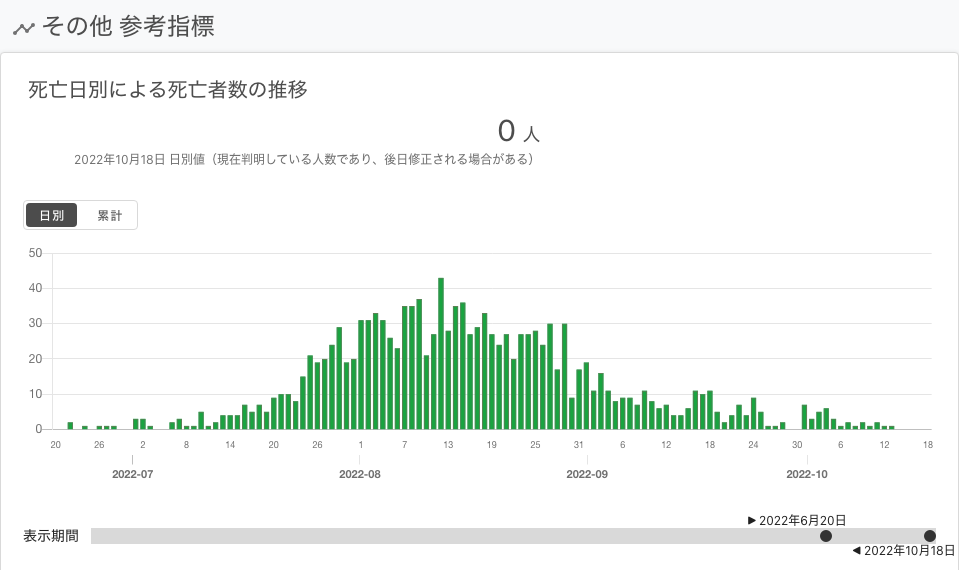 その他 参考指標
死亡日別による死亡者数の推移
0 人
2022年10月18日 日別値（現在判明している人数であり、後日修正される場合がある）
日別 累計
50
40
30
20
10
0
20 26 2 8 14 20 26 1 7 13 19 25 31 6 12 18 24 30 6 12 18
2022-07 2022-08 2022-09 2022-10
▶ 2022年6月20日
表示期間
◀ 2022年10月18日